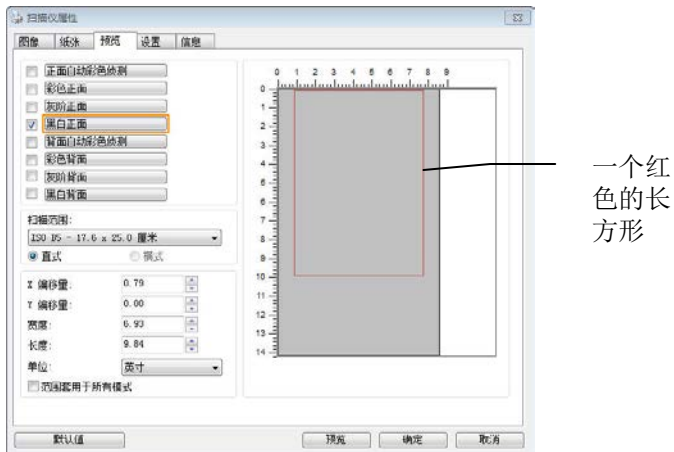 扫描仪属性
图像 纸张 预览 设置 信息
正面自动彩色侦测
彩色正面
灰阶正面
黑白正面
背面自动彩色侦测
彩色背面
灰阶背面
黑白背面
扫描范围:
ISO B5 - 17.6 x 25.0 厘米
直式 横式
X 偏移量: 0.79
Y 偏移量: 0.00
宽度: 6.93
长度: 9.84
单位: 英寸
范围套用于所有模式
0 1 2 3 4 5 6 7 8 9
0
1
2
3
4
5
6
7
8
9
10
11
12
13
14
一个红
色的长
方形
默认值 预览 确定 取消